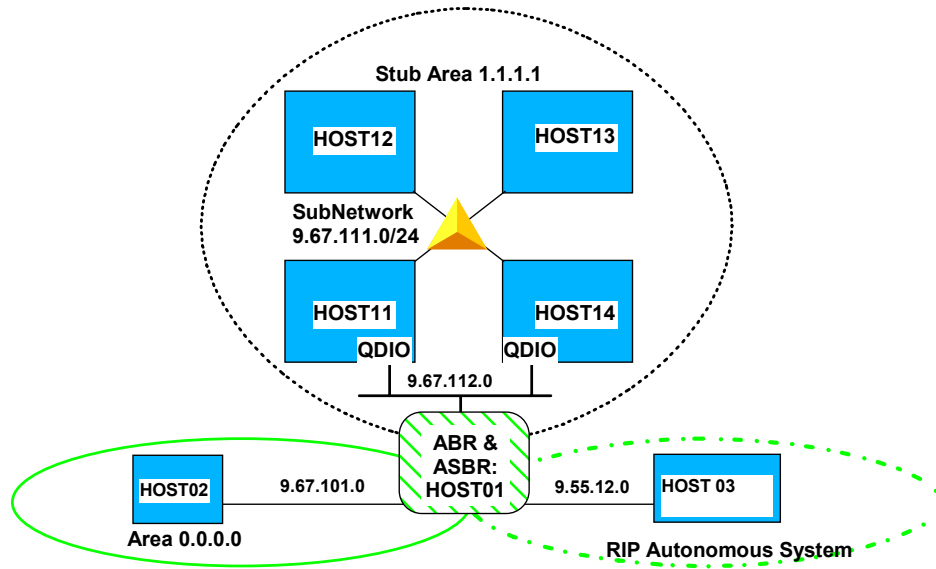 Stub Area 1.1.1.1
HOST12
HOST13
SubNetwork
9.67.111.0/24
HOST11
HOST14
QDIO
QDIO
9.67.112.0
ABR &
ASBR:
HOST01
HOST02
9.67.101.0
9.55.12.0
HOST 03
Area 0.0.0.0
RIP Autonomous System